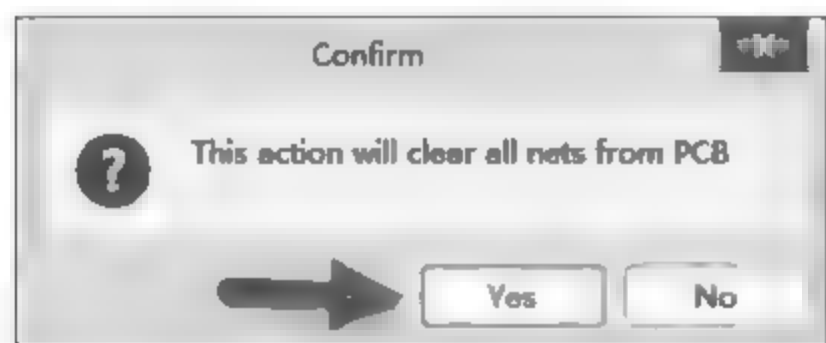 Confirm
This action will clear all nets from PCB
Yes No